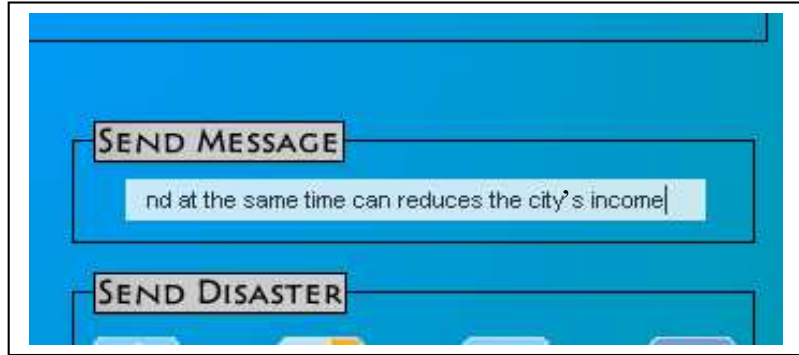 SEND MESSAGE
nd at the same time can reduces the city's income
SEND DISASTER